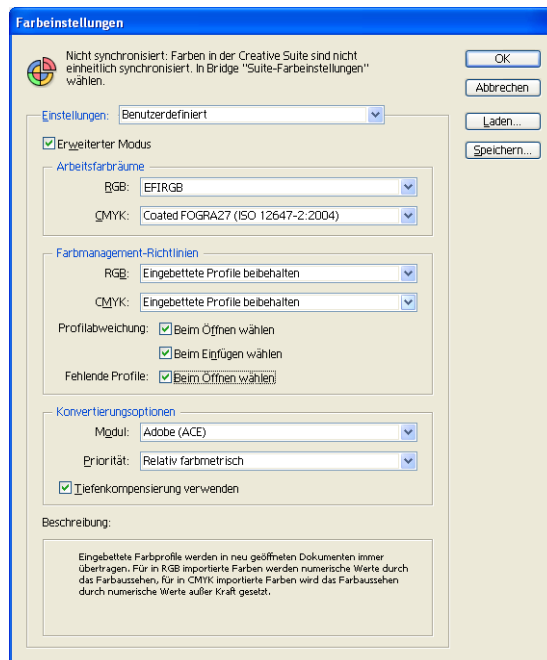 Farbeinstellungen
Nicht synchronisiert: Farben in der Creative Suite sind nicht
einheitlich synchronisiert. In Bridge "Suite-Farbeinstellungen"
wählen.
OK
Abbrechen
Laden...
Speichern...
Einstellungen: Benutzerdefiniert
Erweiterter Modus
Arbeitsfarbräume
RGB: EFIRGB
CMYK: Coated FOGRA27 (ISO 12647-2:2004)
Farbmanagement-Richtlinien
RGB: Eingebettete Profile beibehalten
CMYK: Eingebettete Profile beibehalten
Profilabweichung: Beim Öffnen wählen
Beim Einfügen wählen
Fehlende Profile: Beim Öffnen wählen
Konvertierungsoptionen
Modul: Adobe (ACE)
Priorität: Relativ farbmetrisch
Tiefenkompensierung verwenden
Beschreibung:
Eingebettete Farbprofile werden in neu geöffneten Dokumenten immer
übertragen. Für in RGB importierte Farben werden numerische Werte durch
das Farbaussehen, für in CMYK importierte Farben wird das Farbaussehen
durch numerische Werte außer Kraft gesetzt.